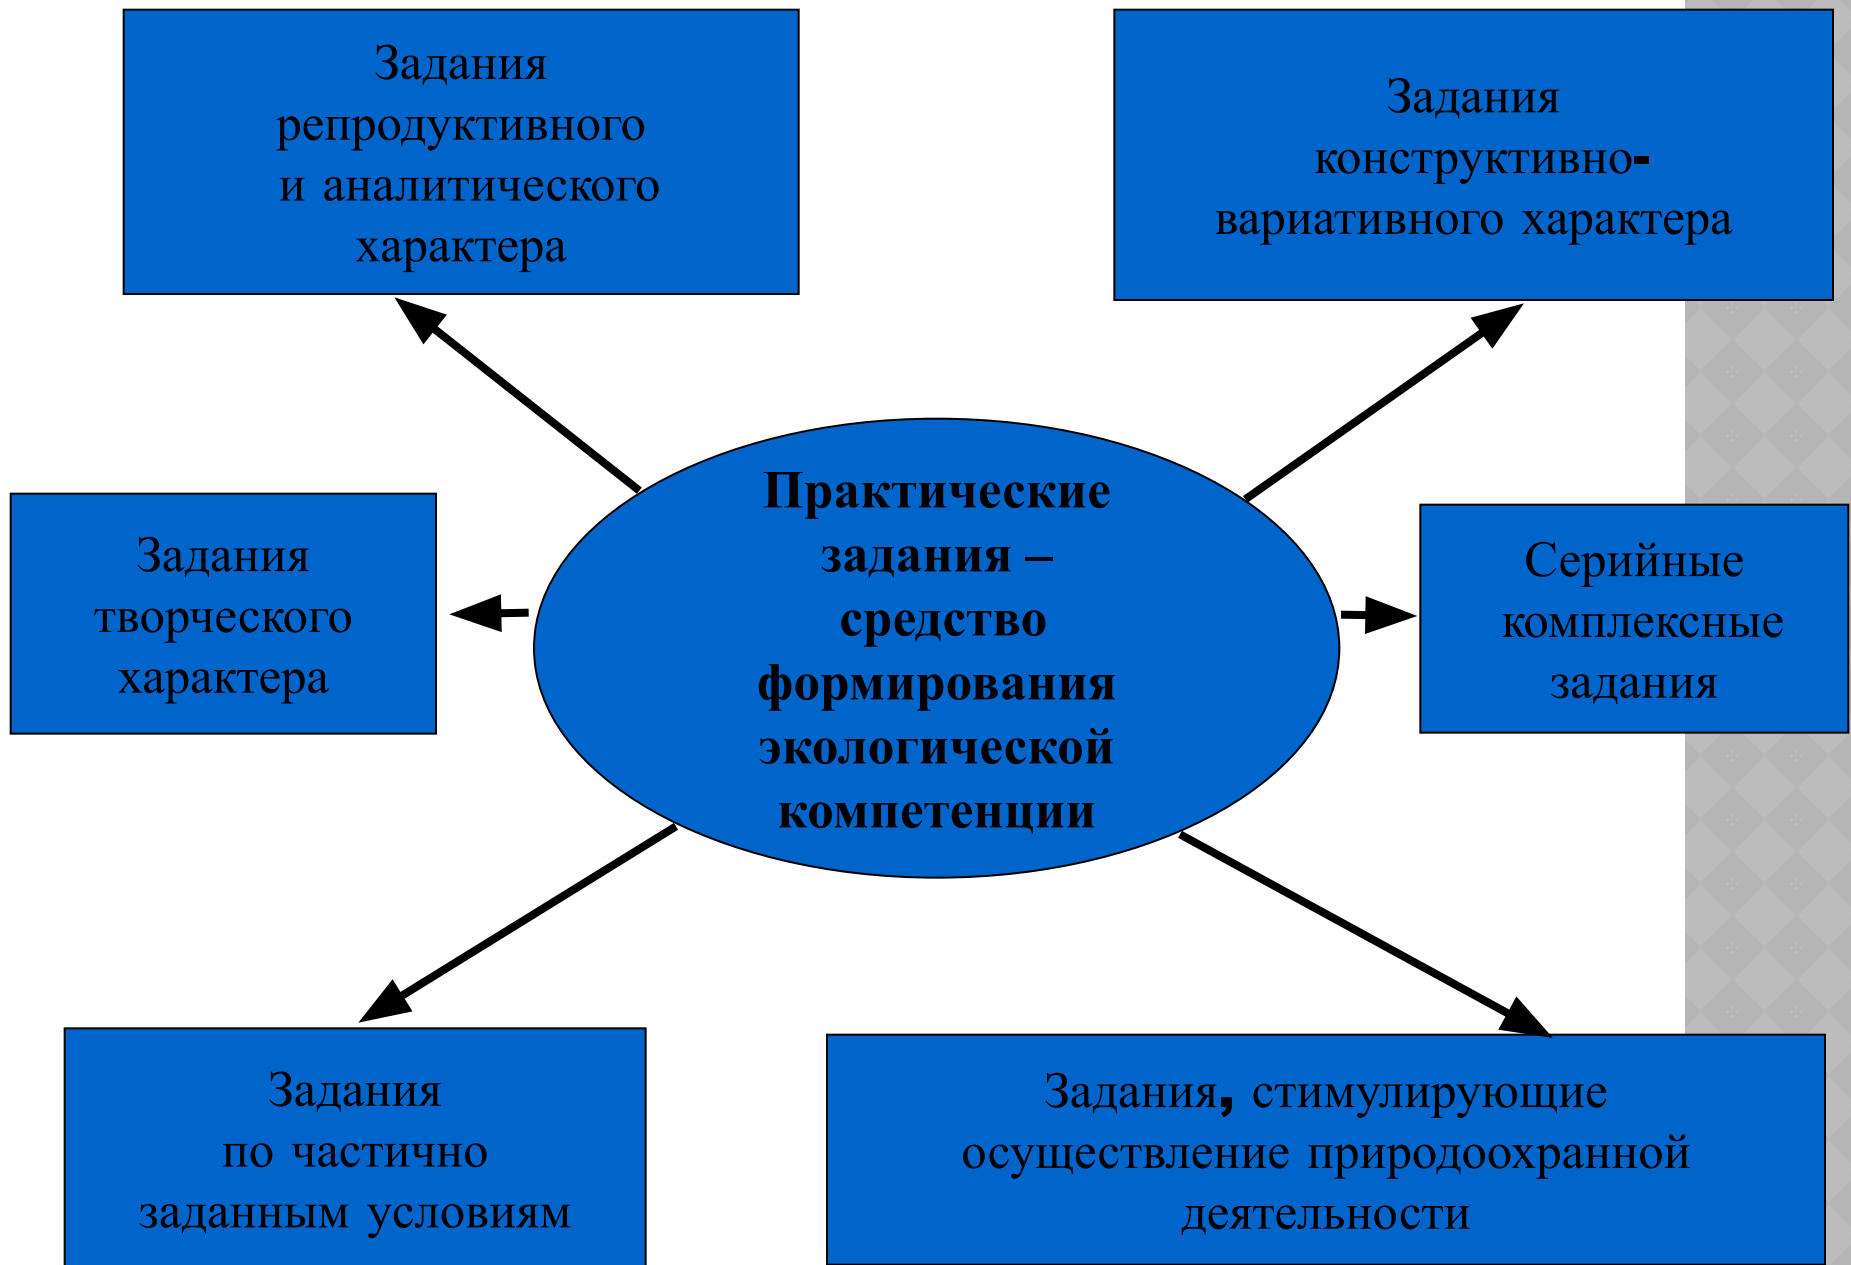 Задания
репродуктивного
и аналитического
характера
Задания
конструктивно-
вариативного характера
Практические
задания –
средство
формирования
экологической
компетенции
Задания
творческого
характера
Серийные
комплексные
задания
Задания
по частично
заданным условиям
Задания, стимулирующие
осуществление природоохранной
деятельности